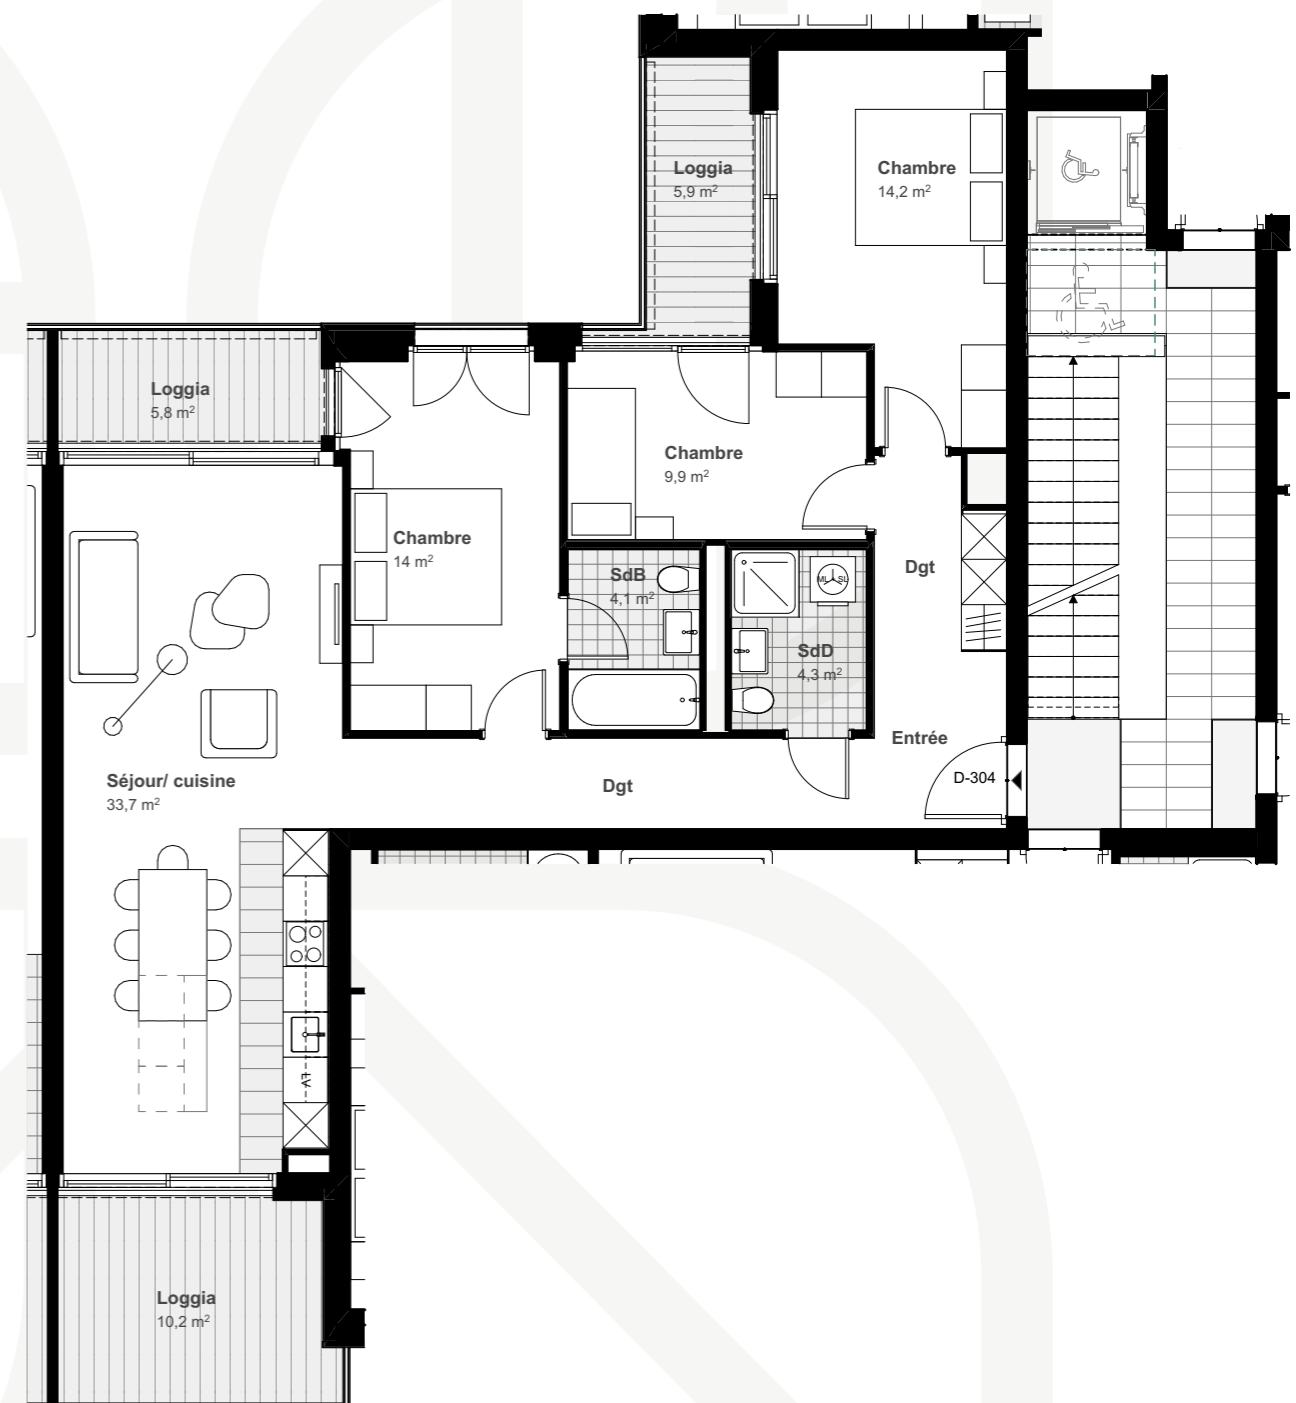 Loggia
5,9 m²
Chambre
14,2 m²
Loggia
5,8 m²
Chambre
9,9 m²
Chambre
14 m²
SdB
4,1 m²
ML
SL
Dgt
SdD
4,3 m²
Entrée
D-304
Séjour/ cuisine
33,7 m²
Dgt
LV
Loggia
10,2 m²